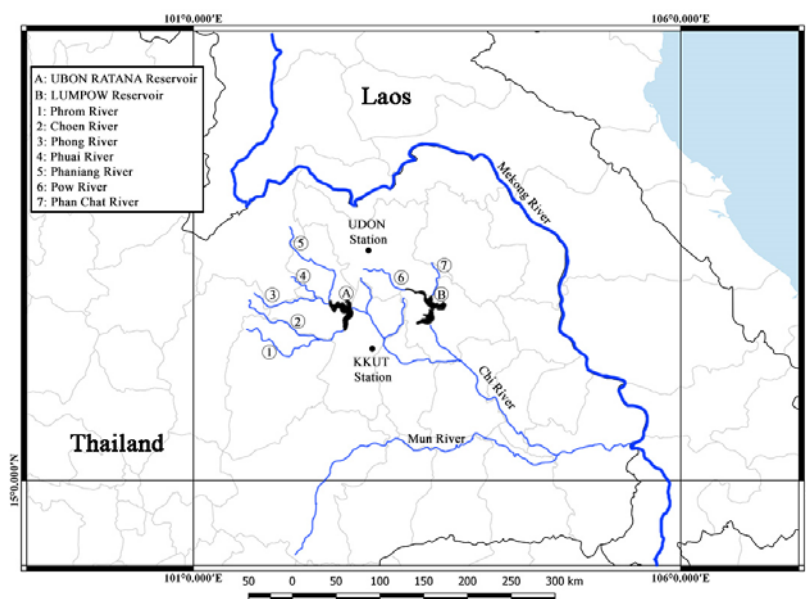 101°0.000'E
106°0.000'E
A: UBON RATANA Reservoir
B: LUMPOW Reservoir
1: Phrom River
2: Choen River
3: Phong River
4: Phuai River
5: Phaniang River
6: Pow River
7: Phan Chat River
Laos
Mekong River
UDON
Station
5
4
3
2
1
A
6
7
B
KKUT
Station
Chi River
Mun River
Thailand
15°0.000'N
101°0.000'E
106°0.000'E
50 0 50 100 150 200 250 300 km